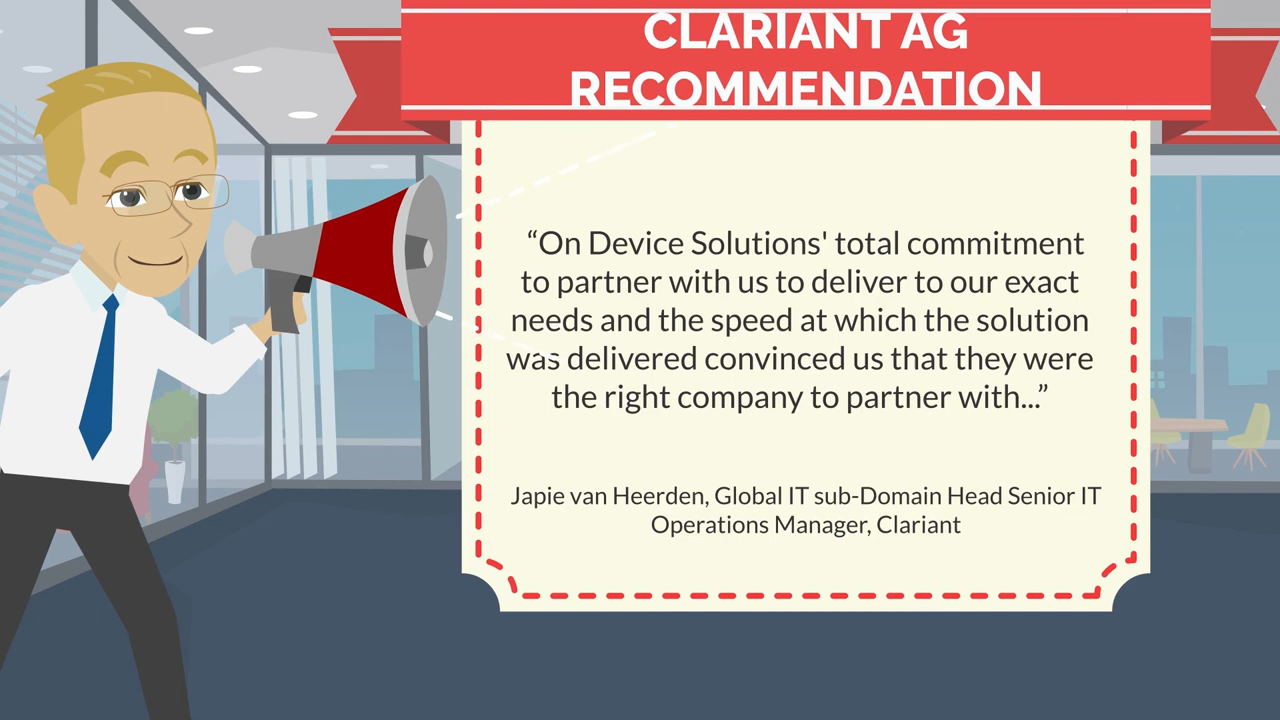 CLARIANT AG
RECOMMENDATION
“On Device Solutions' total commitment
to partner with us to deliver to our exact
needs and the speed at which the solution
was delivered convinced us that they were
the right company to partner with...”
Japie van Heerden, Global IT sub-Domain Head Senior IT
Operations Manager, Clariant